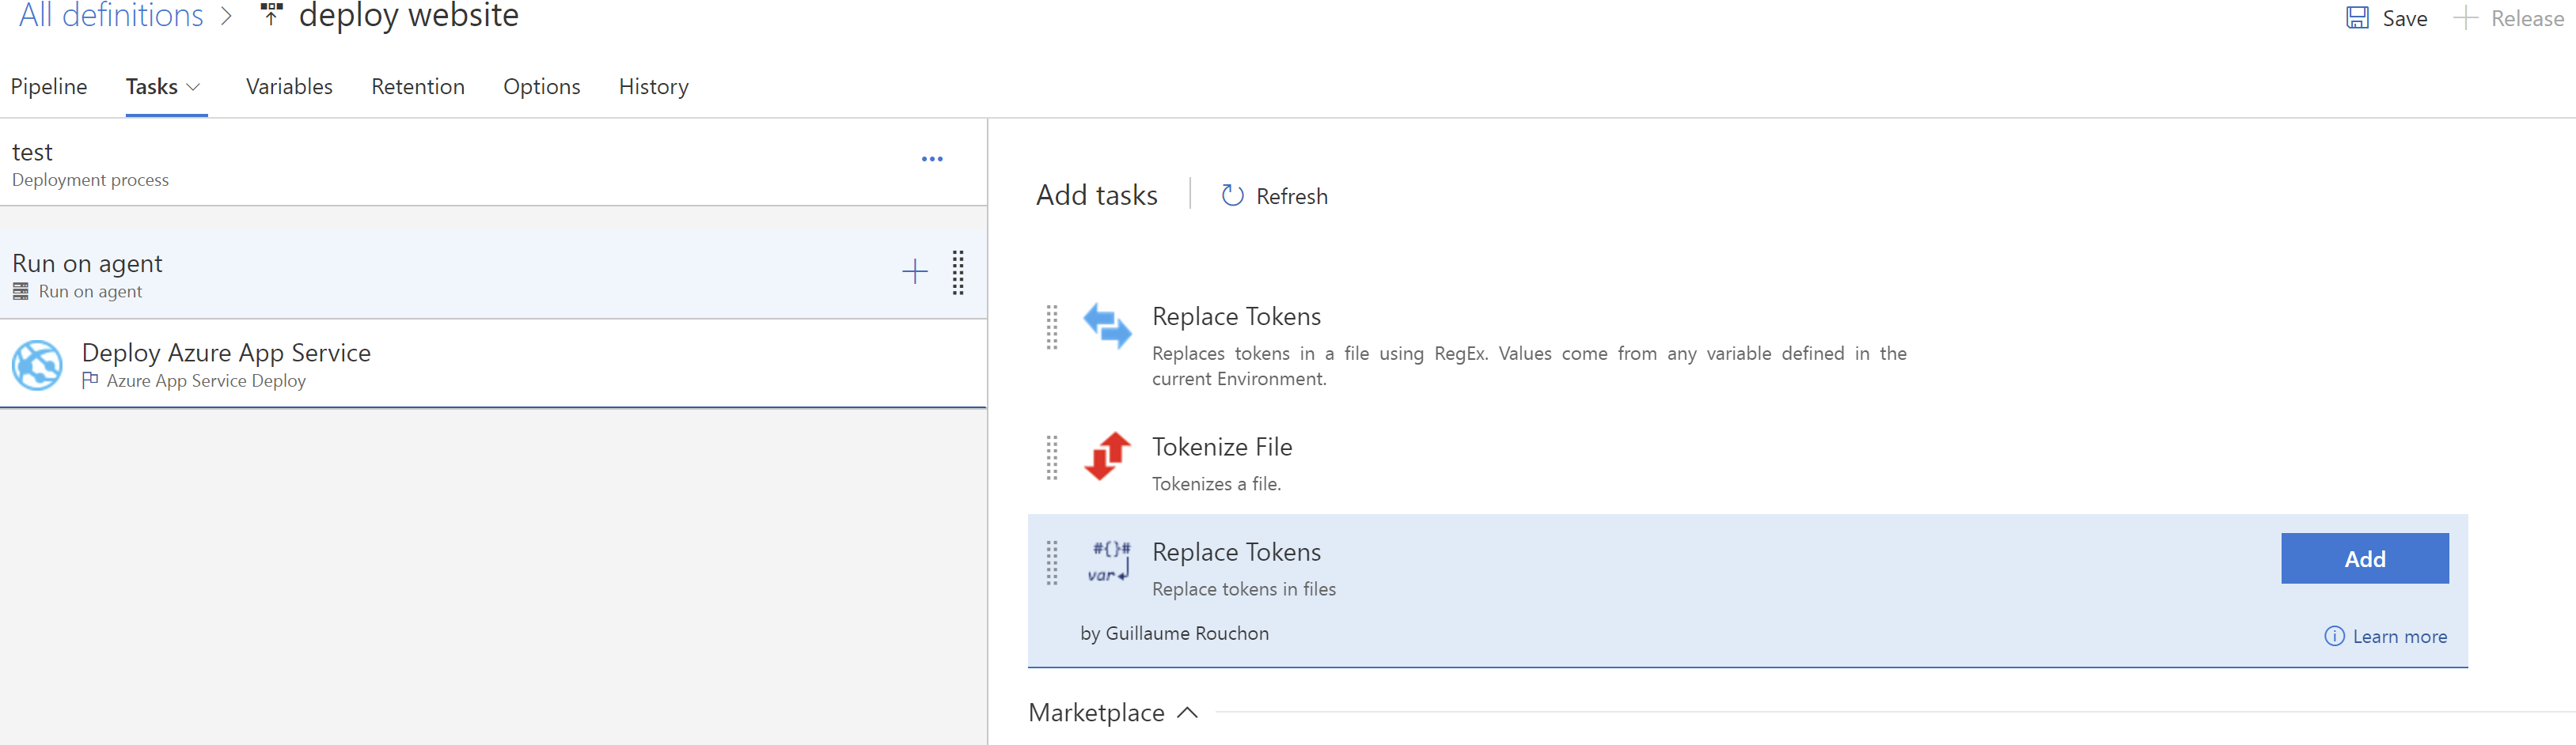 All definitions > deploy website
Save + Release
Pipeline Tasks Variables Retention Options History
test
Deployment process
...
Run on agent
Run on agent
Deploy Azure App Service
Azure App Service Deploy
Add tasks Refresh
Replace Tokens
Replaces tokens in a file using RegEx. Values come from any variable defined in the
current Environment.
Tokenize File
Tokenizes a file.
#{}#
var
Replace Tokens
Replace tokens in files
Add
by Guillaume Rouchon
Learn more
Marketplace